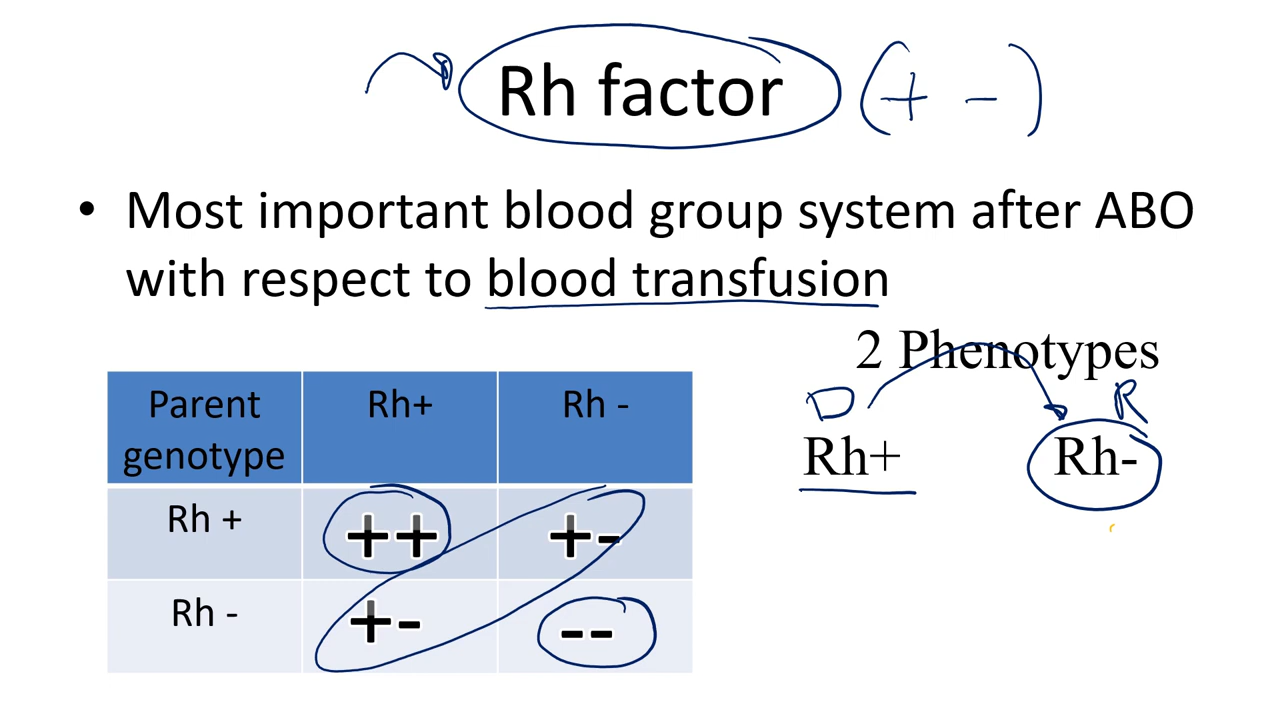 Rh factor (+ -)
• Most important blood group system after ABO
with respect to blood transfusion
2 Phenotypes
D R
Rh+ Rh-
Parent genotype Rh+ Rh -
Rh + ++ +-
Rh - +- --